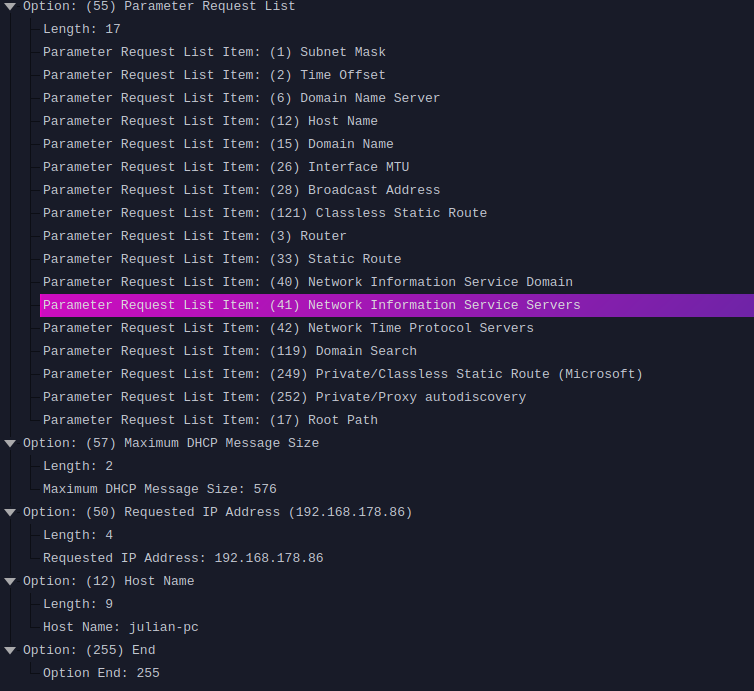 Option: (55) Parameter Request List
Length: 17
Parameter Request List Item: (1) Subnet Mask
Parameter Request List Item: (2) Time Offset
Parameter Request List Item: (6) Domain Name Server
Parameter Request List Item: (12) Host Name
Parameter Request List Item: (15) Domain Name
Parameter Request List Item: (26) Interface MTU
Parameter Request List Item: (28) Broadcast Address
Parameter Request List Item: (121) Classless Static Route
Parameter Request List Item: (3) Router
Parameter Request List Item: (33) Static Route
Parameter Request List Item: (40) Network Information Service Domain
Parameter Request List Item: (41) Network Information Service Servers
Parameter Request List Item: (42) Network Time Protocol Servers
Parameter Request List Item: (119) Domain Search
Parameter Request List Item: (249) Private/Classless Static Route (Microsoft)
Parameter Request List Item: (252) Private/Proxy autodiscovery
Parameter Request List Item: (17) Root Path
Option: (57) Maximum DHCP Message Size
Length: 2
Maximum DHCP Message Size: 576
Option: (50) Requested IP Address (192.168.178.86)
Length: 4
Requested IP Address: 192.168.178.86
Option: (12) Host Name
Length: 9
Host Name: julian-pc
Option: (255) End
Option End: 255